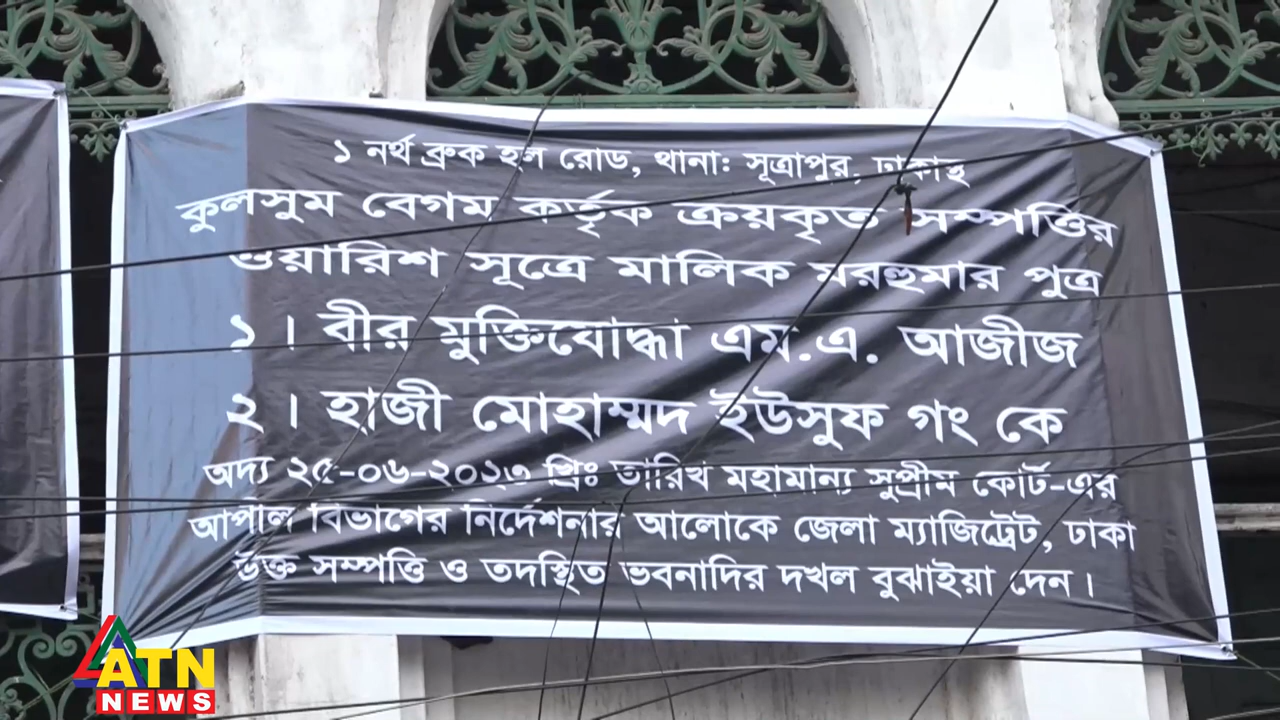 ১ নর্থ ব্রুক হল রোড, থানাঃ সূত্রাপুর, ঢাকাস্থ
কুলসুম বেগম কর্তৃক ক্রয়কৃত সম্পত্তির
ওয়ারিশ সূত্রে মালিক মরহুমার পুত্র
১। বীর মুক্তিযোদ্ধা এম.এ. আজীজ
২। হাজী মোহাম্মদ ইউসুফ গং কে
অদ্য ২৫-০৬-২০২৩ খ্রিঃ তারিখ মহামান্য সুপ্রীম কোর্ট-এর
আপীল বিভাগের নির্দেশনার আলোকে জেলা ম্যাজিট্রেট, ঢাকা
উক্ত সম্পত্তি ও তদস্থিত ভবনাদির দখল বুঝাইয়া দেন।
ATN
NEWS